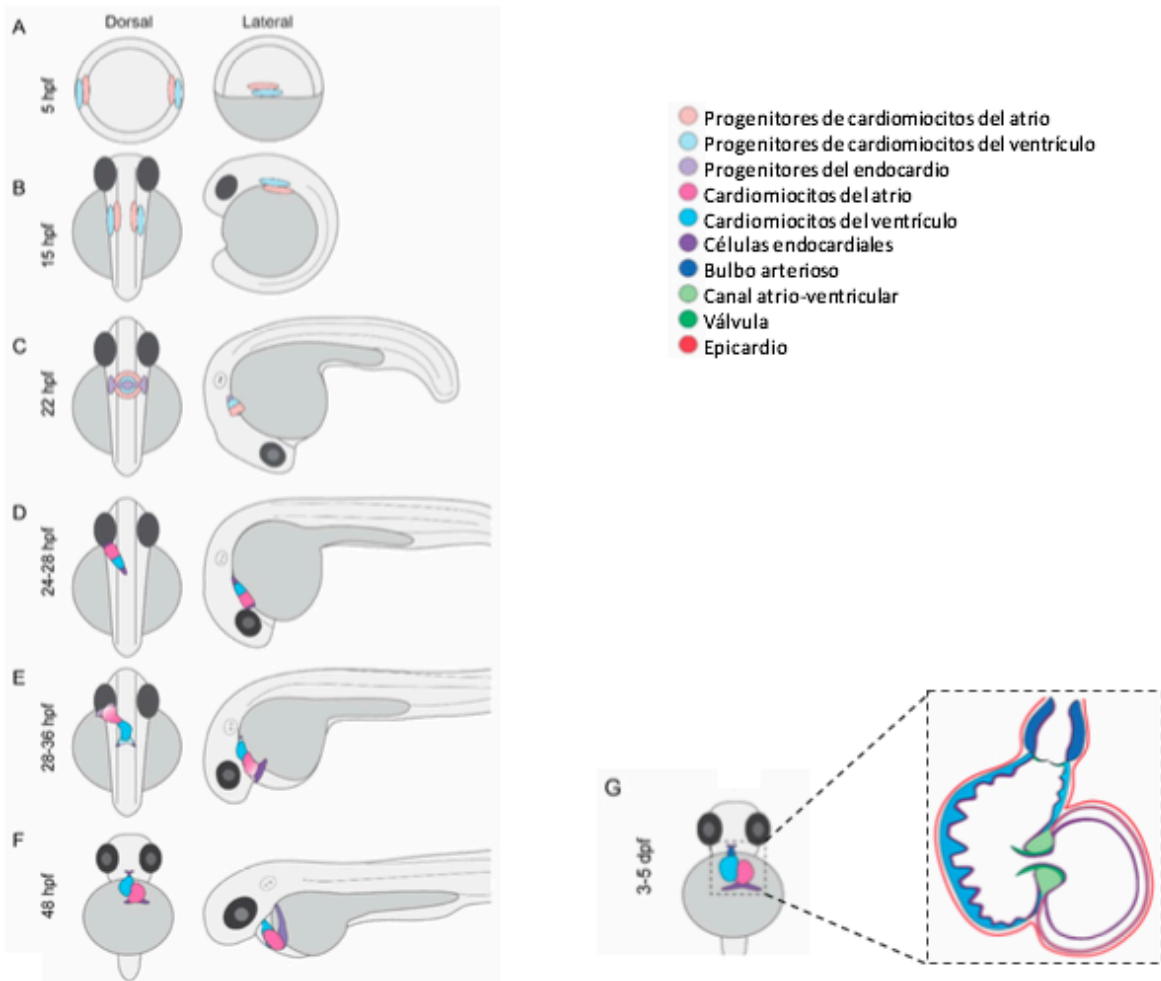 Dorsal Lateral
A
5 hpf
B
15 hpf
C
22 hpf
D
24-28 hpf
E
28-36 hpf
F
48 hpf
Progenitores de cardiomiocitos del atrio
Progenitores de cardiomiocitos del ventrículo
Progenitores del endocardio
Cardiomiocitos del atrio
Cardiomiocitos del ventrículo
Células endocardiales
Bulbo arterioso
Canal atrio-ventricular
Válvula
Epicardio
G
3-5 dpf